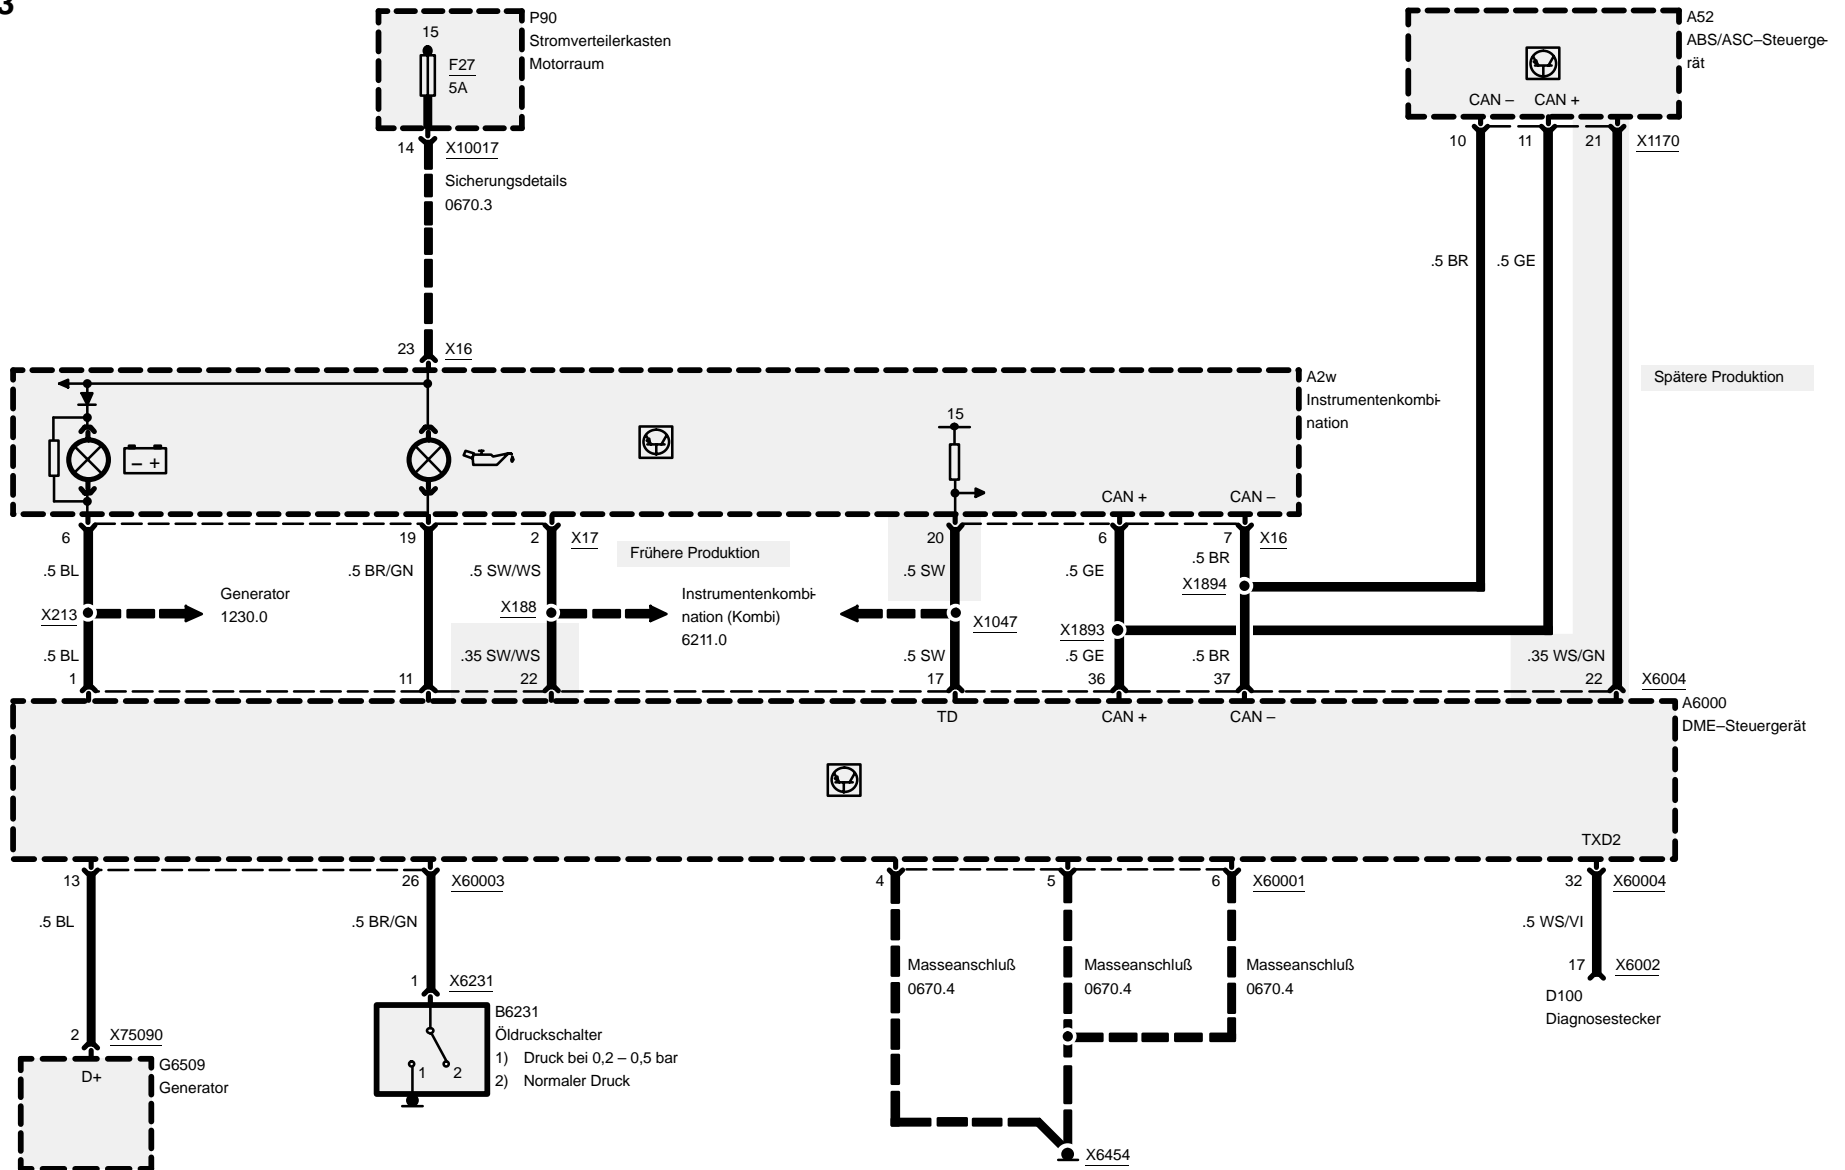 3
P90
Stromverteilerkasten
Motorraum
15
F27
5A
14
X10017
Sicherungsdetails
0670.3
23
X16
A52
ABS/ASC–Steuerge-
rät
CAN –
CAN +
10
11
21
X1170
.5 BR
.5 GE
Spätere Produktion
A2w
Instrumentenkombi-
nation
– +
15
CAN +
CAN –
6
19
2
X17
Frühere Produktion
20
6
7
X16
.5 BL
.5 BR/GN
.5 SW/WS
.5 SW
.5 GE
.5 BR
X213
Generator
1230.0
X188
Instrumentenkombi-
nation (Kombi)
6211.0
X1047
X1893
X1894
.5 BL
.35 SW/WS
.5 SW
.5 GE
.5 BR
.35 WS/GN
1
11
22
17
36
37
22
X6004
TD
CAN +
CAN –
A6000
DME–Steuergerät
TXD2
13
26
X60003
4
5
6
X60001
32
X60004
.5 BL
.5 BR/GN
.5 WS/VI
Masseanschluß
0670.4
Masseanschluß
0670.4
Masseanschluß
0670.4
17
X6002
D100
Diagnosestecker
1
X6231
B6231
Öldruckschalter
1) Druck bei 0,2 – 0,5 bar
2) Normaler Druck
1
2
2
X75090
D+
G6509
Generator
X6454